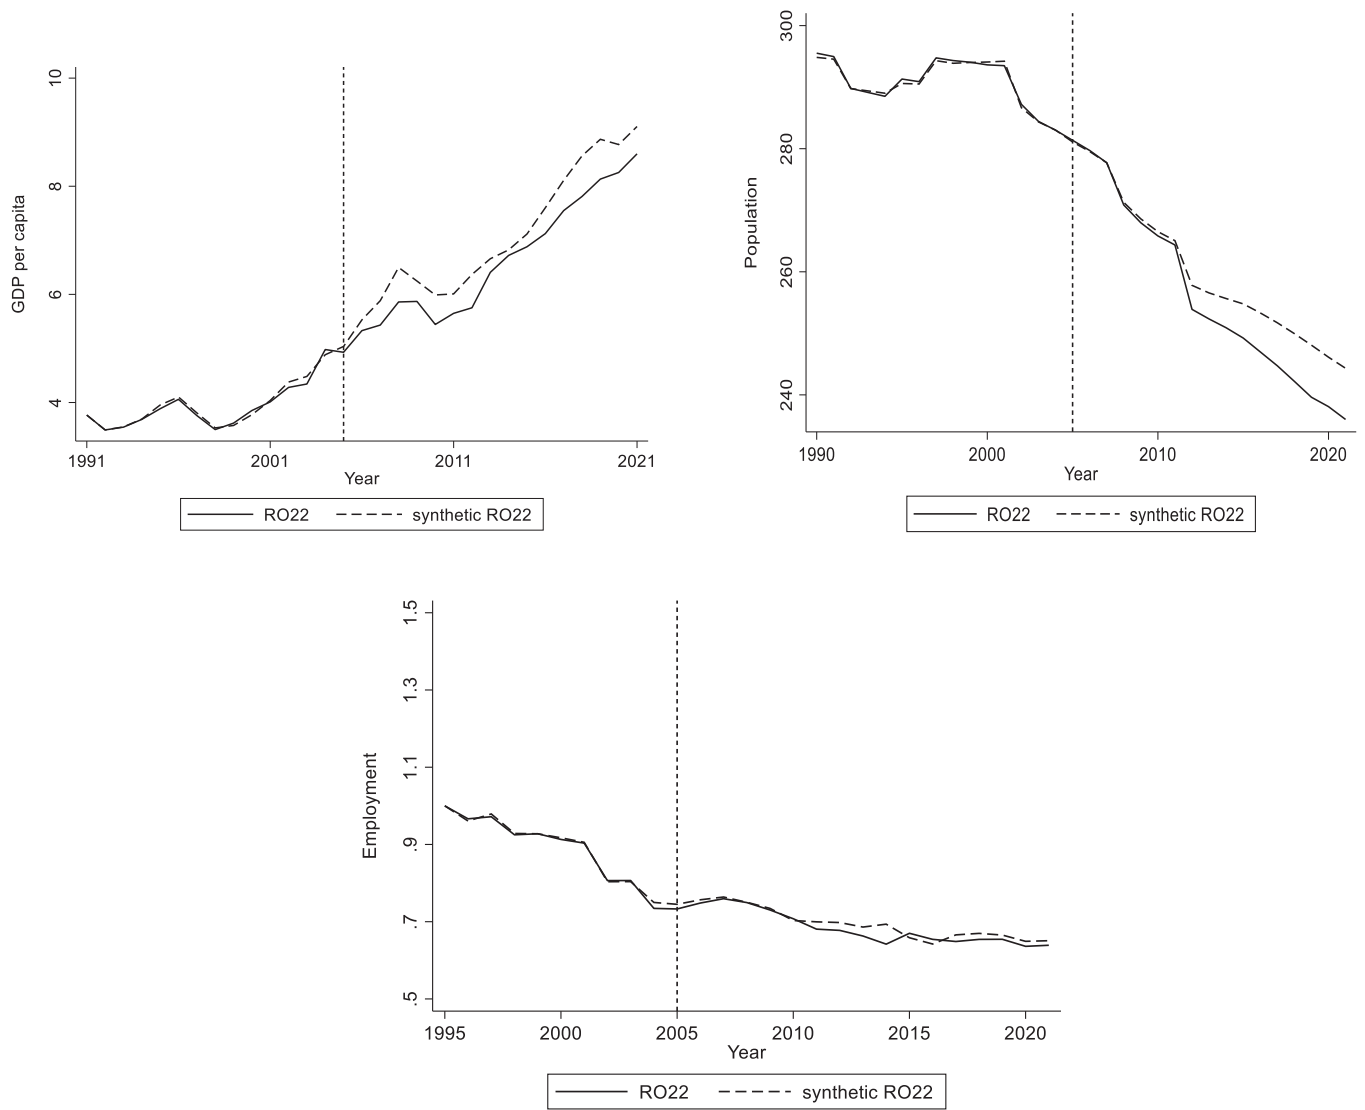 GDP per capita
10
8
6
4
1991 2001 2011 2021
Year
RO22 synthetic RO22
Population
300
280
260
240
1990 2000 2010 2020
Year
RO22 synthetic RO22
Employment
1.5
1.3
1.1
.9
.7
.5
1995 2000 2005 2010 2015 2020
Year
RO22 synthetic RO22